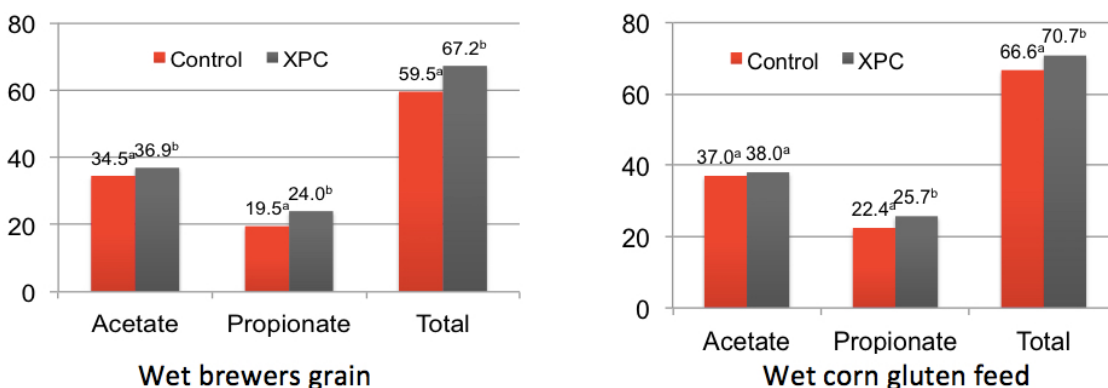 80
60
40
20
0
Control XPC
34.5ᵃ 36.9ᵇ
19.5ᵃ 24.0ᵇ
59.5ᵃ 67.2ᵇ
Acetate Propionate Total
Wet brewers grain
80
60
40
20
0
Control XPC
37.0ᵃ 38.0ᵃ
22.4ᵃ 25.7ᵇ
66.6ᵃ 70.7ᵇ
Acetate Propionate Total
Wet corn gluten feed